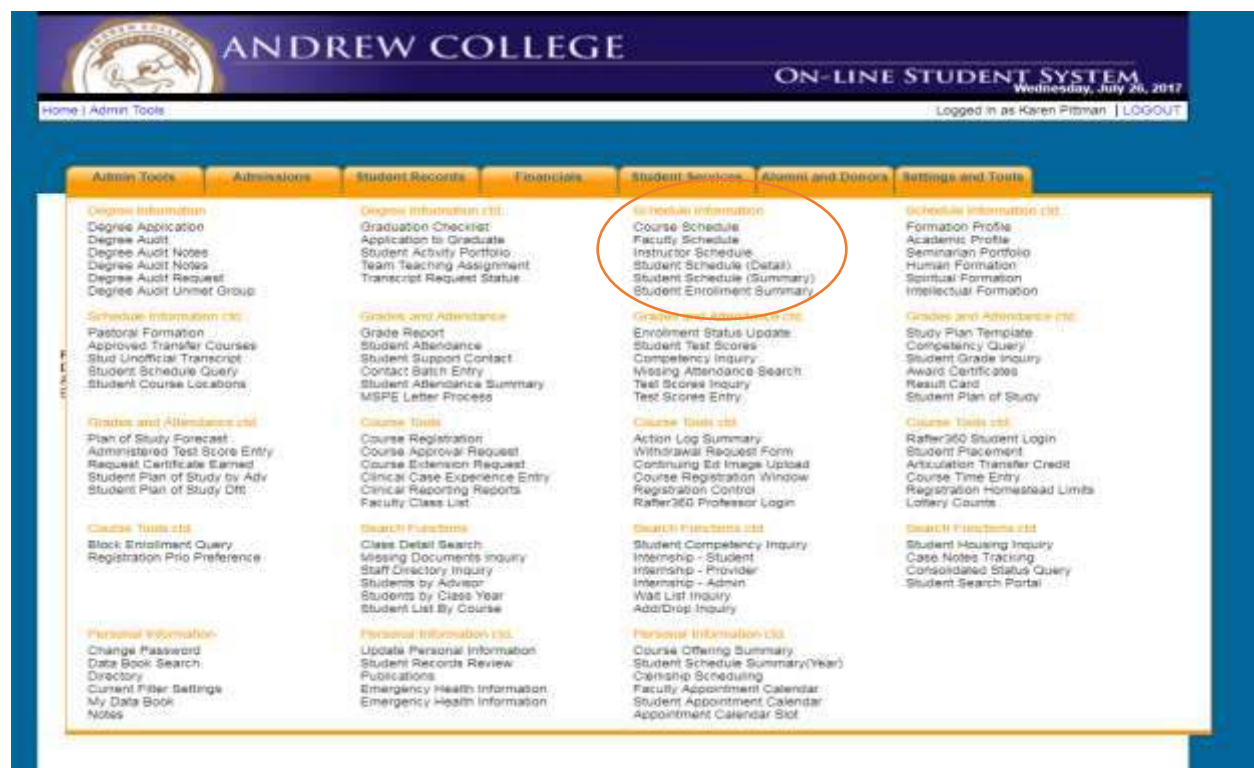 ANDREW COLLEGE
ON-LINE STUDENT SYSTEM
Wednesday, July 26, 2017
Home | Admin Tools
Logged in as Karen Pittman | LOGOUT
Admin Tools Admissions Student Records Financials Student Services Alumni and Donors Settings and Tools
Degree Information
Degree Application
Degree Audit
Degree Audit Notes
Degree Audit Notes
Degree Audit Request
Degree Audit Unmet Group
Degree Information ctd.
Graduation Checklist
Application to Graduate
Student Activity Portfolio
Team Teaching Assignment
Transcript Request Status
Schedule Information
Course Schedule
Faculty Schedule
Instructor Schedule
Student Schedule (Detail)
Student Schedule (Summary)
Student Enrollment Summary
Schedule Information ctd.
Formation Profile
Academic Profile
Seminarian Portfolio
Human Formation
Spiritual Formation
Intellectual Formation
Schedule Information ctd.
Pastoral Formation
Approved Transfer Courses
Stud Unofficial Transcript
Student Schedule Query
Student Course Locations
Grades and Attendance
Grade Report
Student Attendance
Student Support Contact
Contact Batch Entry
Student Attendance Summary
MSPE Letter Process
Grades and Attendance ctd.
Enrollment Status Update
Student Test Scores
Competency Inquiry
Missing Attendance Search
Test Scores Inquiry
Test Scores Entry
Grades and Attendance ctd.
Study Plan Template
Competency Query
Student Grade Inquiry
Award Certificates
Result Card
Student Plan of Study
Grades and Attendance ctd.
Plan of Study Forecast
Administered Test Score Entry
Request Certificate Earned
Student Plan of Study by Adv
Student Plan of Study Dft
Course Tools
Course Registration
Course Approval Request
Course Extension Request
Clinical Case Experience Entry
Clinical Reporting Reports
Faculty Class List
Course Tools ctd.
Action Log Summary
Withdrawal Request Form
Continuing Ed Image Upload
Course Registration Window
Registration Control
Rafter360 Professor Login
Course Tools ctd.
Rafter360 Student Login
Student Placement
Articulation Transfer Credit
Course Time Entry
Registration Homestead Limits
Lottery Counts
Course Tools ctd.
Block Enrollment Query
Registration Prio Preference
Search Functions
Class Detail Search
Missing Documents Inquiry
Staff Directory Inquiry
Students by Advisor
Students by Class Year
Student List By Course
Search Functions ctd.
Student Competency Inquiry
Internship - Student
Internship - Provider
Internship - Admin
Wait List Inquiry
Add/Drop Inquiry
Search Functions ctd.
Student Housing Inquiry
Case Notes Tracking
Consolidated Status Query
Student Search Portal
Personal Information
Change Password
Data Book Search
Directory
Current Filter Settings
My Data Book
Notes
Personal Information ctd.
Update Personal Information
Student Records Review
Publications
Emergency Health Information
Emergency Health Information
Personal Information ctd.
Course Offering Summary
Student Schedule Summary(Year)
Clerkship Scheduling
Faculty Appointment Calendar
Student Appointment Calendar
Appointment Calendar Slot